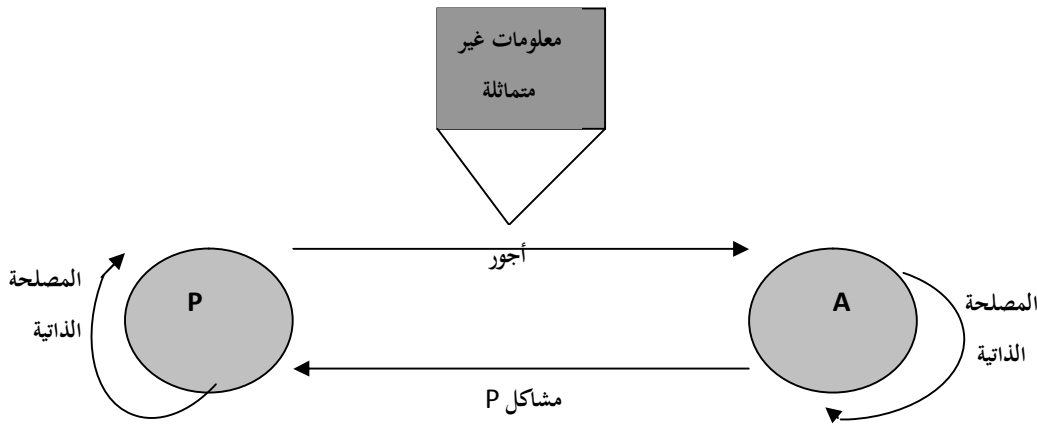 معلومات غير
متماثلة
أجور
المصلحة
الذاتية
P
A
المصلحة
الذاتية
مشاكل P